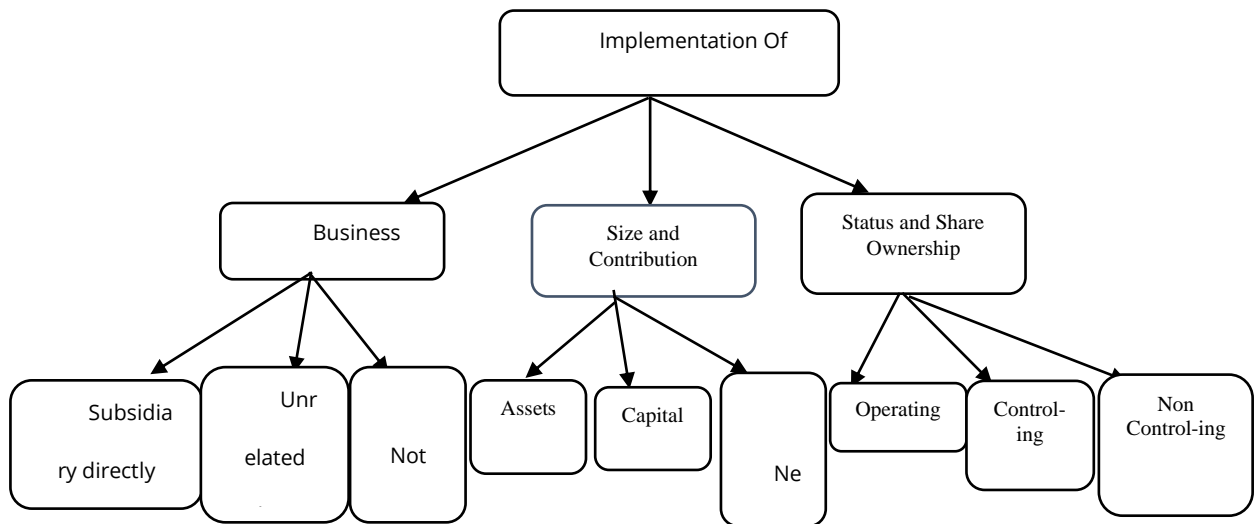 Implementation Of
Business
Size and
Contribution
Status and Share
Ownership
Subsidia
ry directly
Unr
elated
Not
Assets
Capital
Ne
Operating
Control-
ing
Non
Control-ing